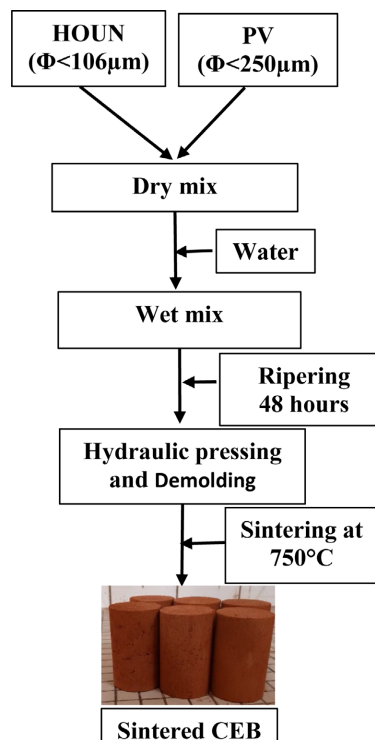 HOUN
(Φ<106μm)
PV
(Φ<250μm)
Dry mix
Water
Wet mix
Ripering
48 hours
Hydraulic pressing
and Demolding
Sintering at
750°C
Sintered CEB